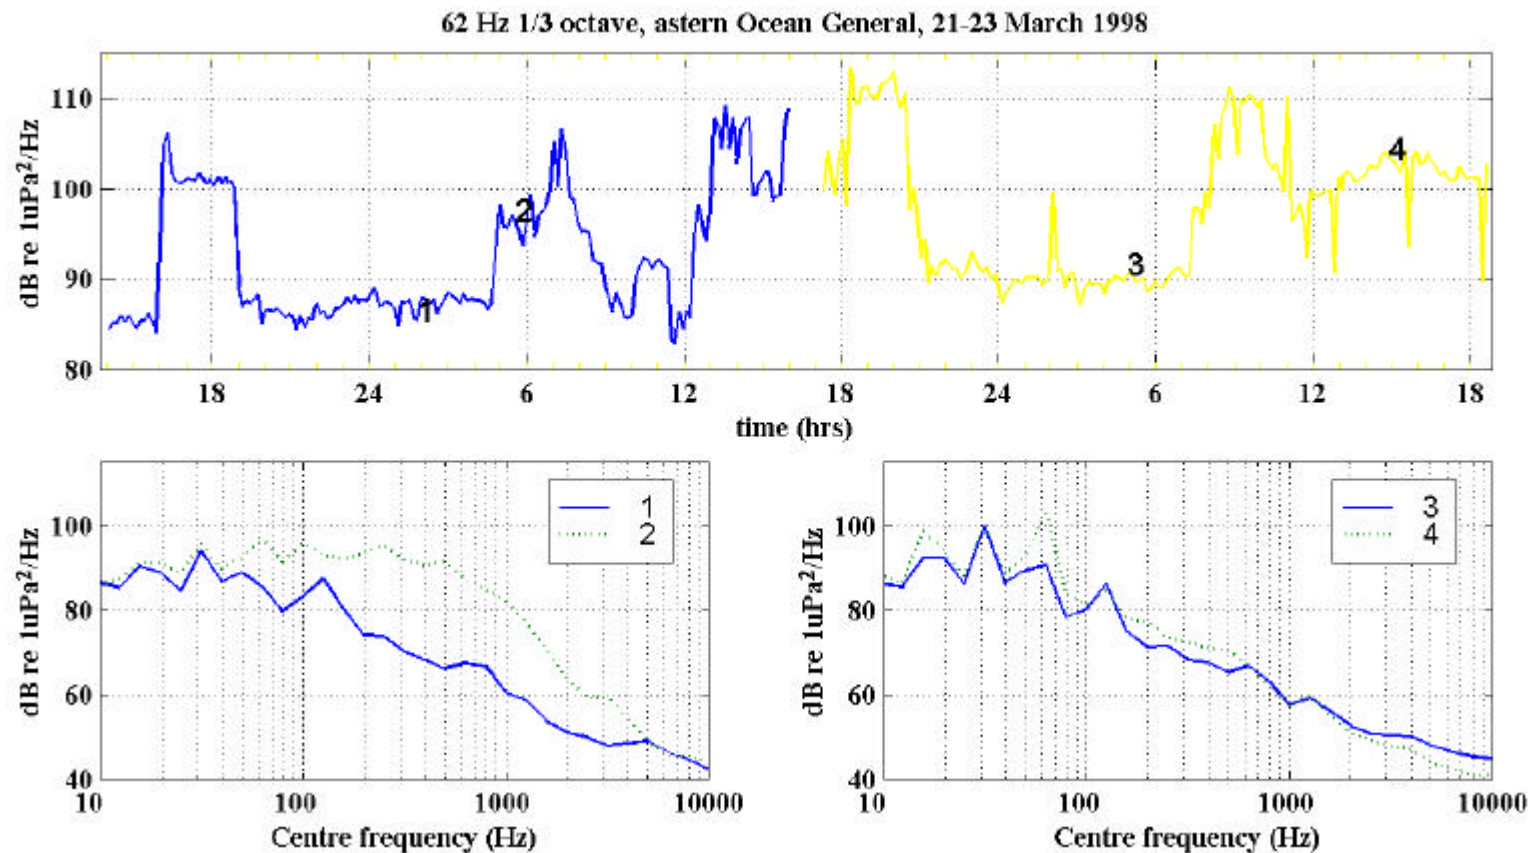 62 Hz 1/3 octave, astern Ocean General, 21-23 March 1998
dB re 1uPa²/Hz
110
100
90
80
1
2
3
4
18 24 6 12 18 24 6 12 18
time (hrs)
dB re 1uPa²/Hz
100
80
60
40
1
2
10 100 1000 10000
Centre frequency (Hz)
dB re 1uPa²/Hz
100
80
60
40
3
4
10 100 1000 10000
Centre frequency (Hz)